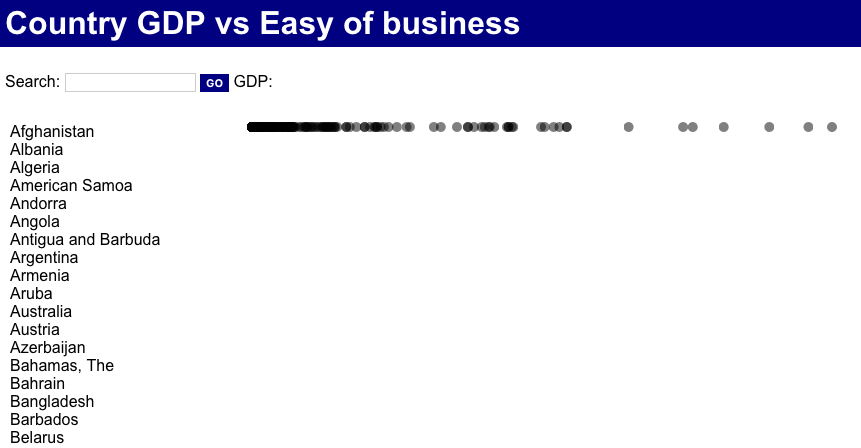 Country GDP vs Easy of business
Search: GO GDP:
Afghanistan
Albania
Algeria
American Samoa
Andorra
Angola
Antigua and Barbuda
Argentina
Armenia
Aruba
Australia
Austria
Azerbaijan
Bahamas, The
Bahrain
Bangladesh
Barbados
Belarus